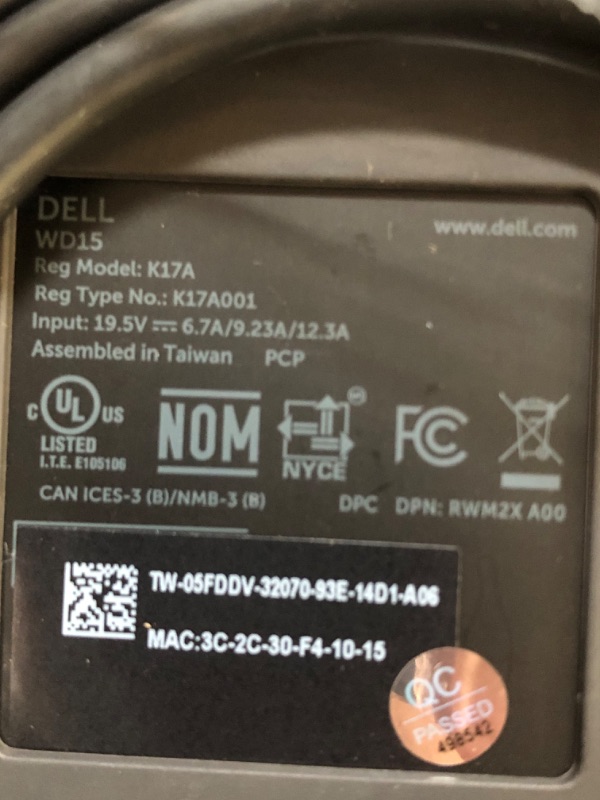 DELL
www.dell.com
WD15
Reg Model: K17A
Reg Type No.: K17A001
Input: 19.5V ⎓ 6.7A/9.23A/12.3A
Assembled in Taiwan PCP
C UL US
LISTED
I.T.E. E105106
NOM
NYCE
FC
CAN ICES-3 (B)/NMB-3 (B)
DPC DPN: RWM2X A00
TW-05FDDV-32070-93E-14D1-A06
MAC:3C-2C-30-F4-10-15
QC
PASSED
498542